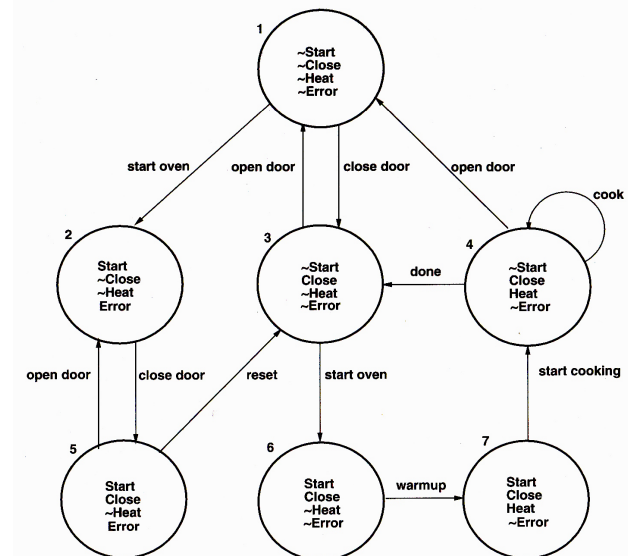 1
~Start
~Close
~Heat
~Error
start oven
open door
close door
open door
cook
2
Start
~Close
~Heat
Error
3
~Start
Close
~Heat
~Error
4
~Start
Close
Heat
~Error
done
open door
close door
reset
start oven
start cooking
5
Start
Close
~Heat
Error
6
Start
Close
~Heat
~Error
warmup
7
Start
Close
Heat
~Error